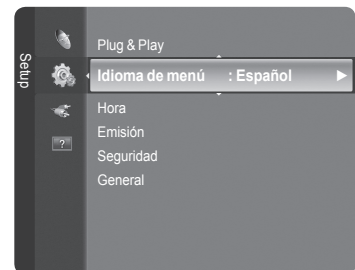 Setup
Plug & Play
Idioma de menú : Español
Hora
Emisión
Seguridad
General
?